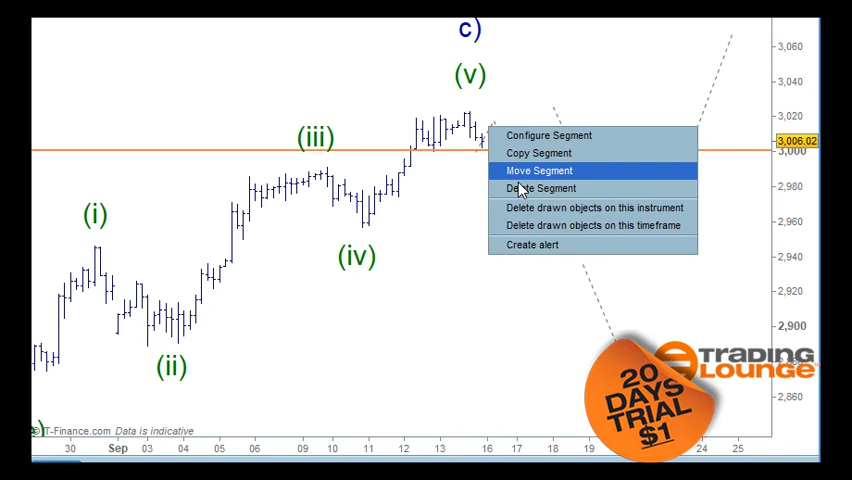 c)
3,060
(v)
3,040
3,020
(iii)
Configure Segment
3,006.02
Copy Segment
3,000
Move Segment
Delete Segment
2,980
Delete drawn objects on this instrument
(i)
Delete drawn objects on this timeframe
2,960
Create alert
(iv)
2,940
2,920
2,900
TRADING
LOUNGE
(ii)
20
DAYS
TRIAL
$1
2,860
IT-Finance.com Data is indicative
30 Sep 03 04 05 06 09 10 11 12 13 16 17 18 24 25